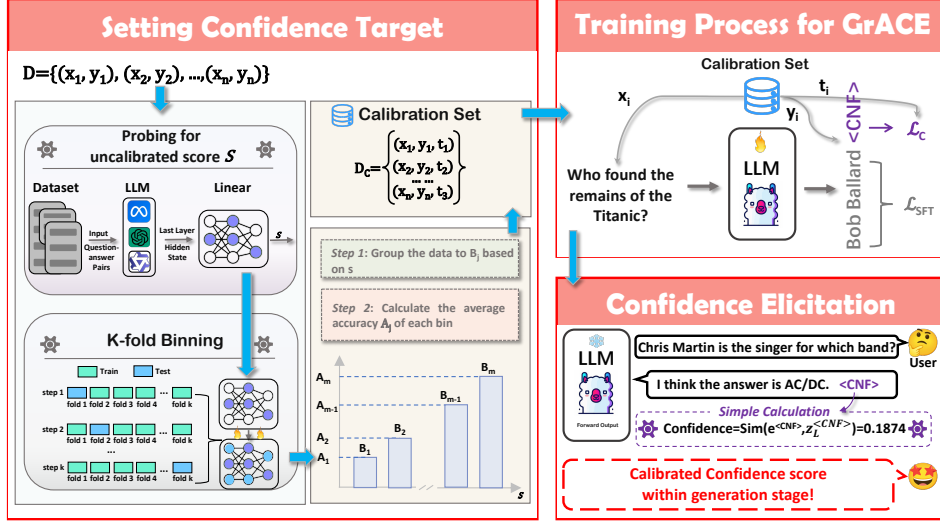 Setting Confidence Target
D={(x₁, y₁), (x₂, y₂), ...,(xₙ, yₙ)}
Probing for
uncalibrated score S
Dataset
LLM
Linear
Input
Question-
answer
Pairs
Last Layer
Hidden
State
s
K-fold Binning
Train
Test
step 1
fold 1 fold 2 fold 3 fold 4 ... fold k
step 2
fold 1 fold 2 fold 3 fold 4 ... fold k
...
step k
fold 1 fold 2 fold 3 fold 4 ... fold k
Calibration Set
D_C={(x₁, y₁, t₁)
(x₂, y₂, t₂)
... ...
(xₙ, yₙ, t₃)}
Step 1: Group the data to Bⱼ based
on s
Step 2: Calculate the average
accuracy Aⱼ of each bin
Aₘ
Aₘ₋₁
A₂
A₁
B₁
B₂
Bₘ₋₁
Bₘ
s
Training Process for GrACE
Calibration Set
xᵢ
yᵢ
tᵢ
Who found the
remains of the
Titanic?
LLM
Bob Ballard <CNF>
ℒ_C
ℒ_SFT
Confidence Elicitation
LLM
Forward Output
Chris Martin is the singer for which band?
User
I think the answer is AC/DC. <CNF>
Simple Calculation
Confidence=Sim(e^<CNF>,z_L^<CNF>)=0.1874
Calibrated Confidence score
within generation stage!